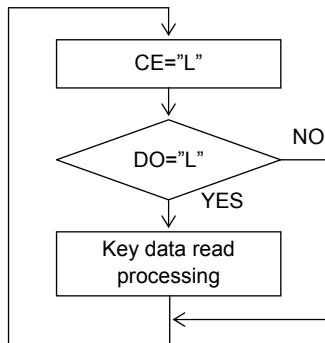 CE=”L”
DO=”L”
NO
YES
Key data read
processing